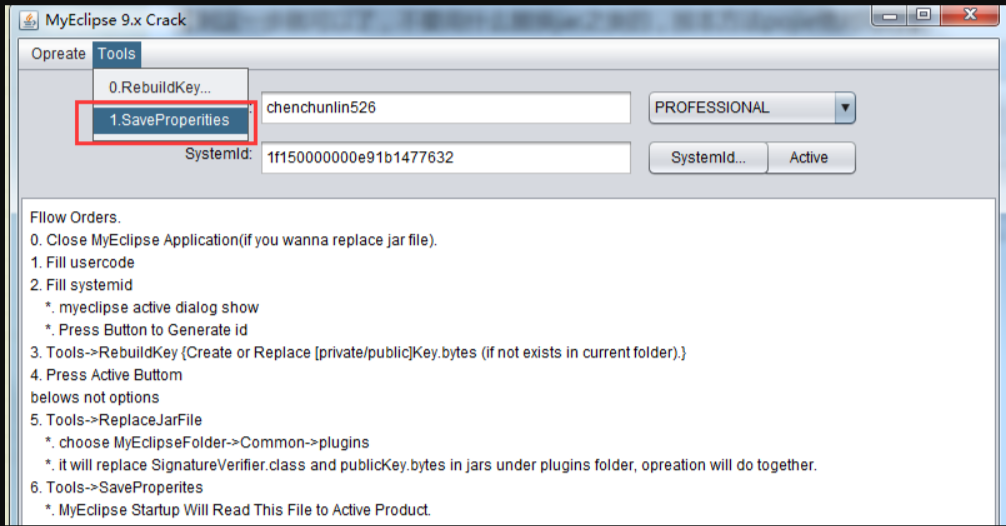 MyEclipse 9.x Crack
Opreate Tools
0.RebuildKey...
1.SaveProperities
: chenchunlin526 PROFESSIONAL
SystemId: 1f150000000e91b1477632 SystemId... Active
Fllow Orders.
0. Close MyEclipse Application(if you wanna replace jar file).
1. Fill usercode
2. Fill systemid
*. myeclipse active dialog show
*. Press Button to Generate id
3. Tools->RebuildKey {Create or Replace [private/public]Key.bytes (if not exists in current folder).}
4. Press Active Buttom
belows not options
5. Tools->ReplaceJarFile
*. choose MyEclipseFolder->Common->plugins
*. it will replace SignatureVerifier.class and publicKey.bytes in jars under plugins folder, opreation will do together.
6. Tools->SaveProperites
*. MyEclipse Startup Will Read This File to Active Product.